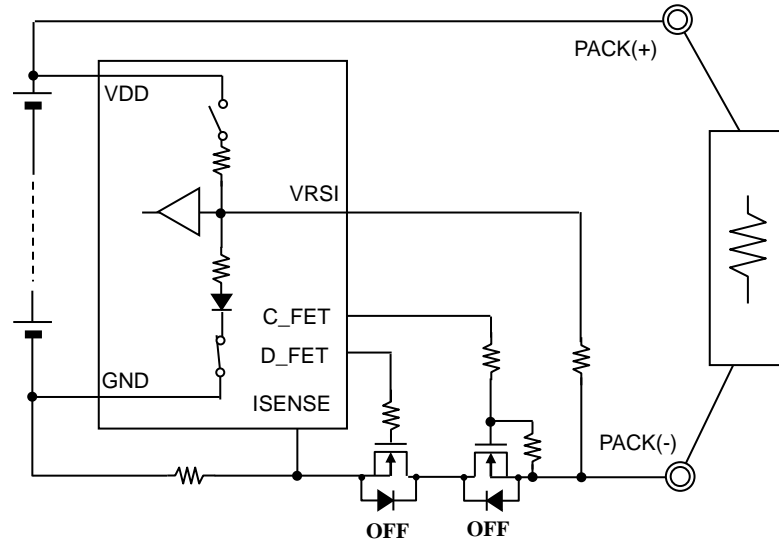 PACK(+)
VDD
VRSI
C_FET
D_FET
GND
ISENSE
PACK(-)
OFF
OFF